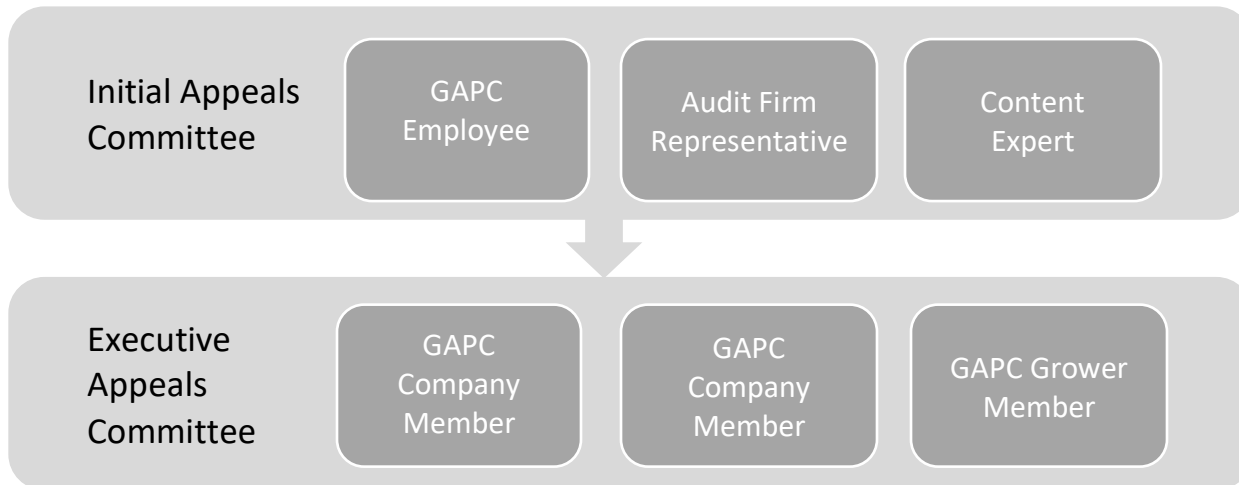 Initial Appeals
Committee
GAPC
Employee
Audit Firm
Representative
Content
Expert
Executive
Appeals
Committee
GAPC
Company
Member
GAPC
Company
Member
GAPC Grower
Member